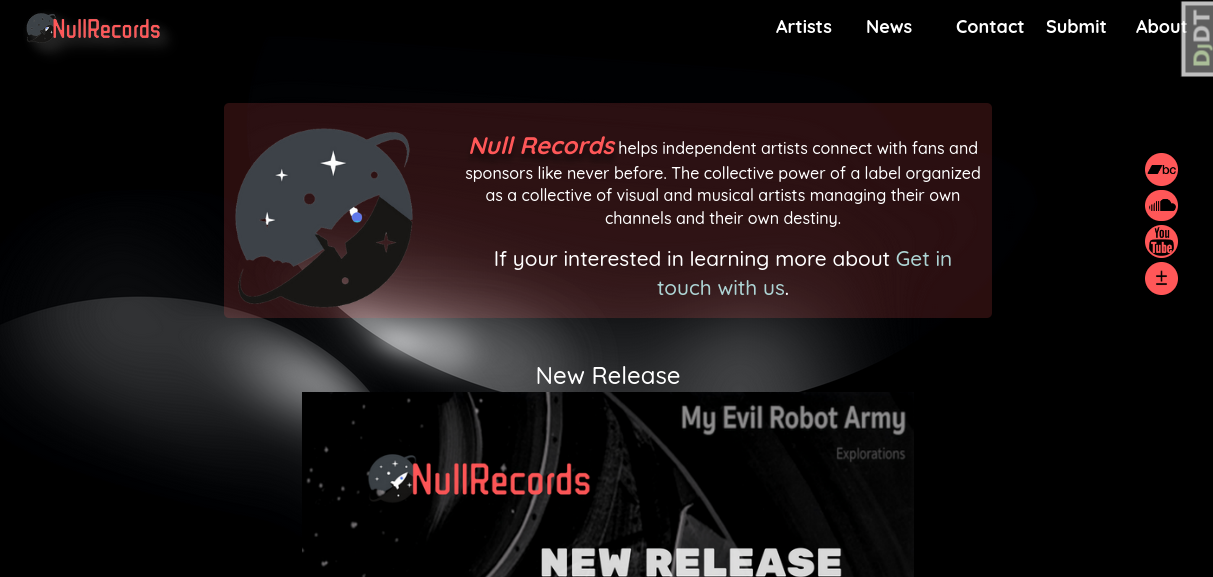 NullRecords
Artists News Contact Submit About
DJDT
Null Records helps independent artists connect with fans and
sponsors like never before. The collective power of a label organized
as a collective of visual and musical artists managing their own
channels and their own destiny.
If your interested in learning more about Get in
touch with us.
bc
You
Tube
±
New Release
My Evil Robot Army
Explorations
NullRecords
NEW RELEASE